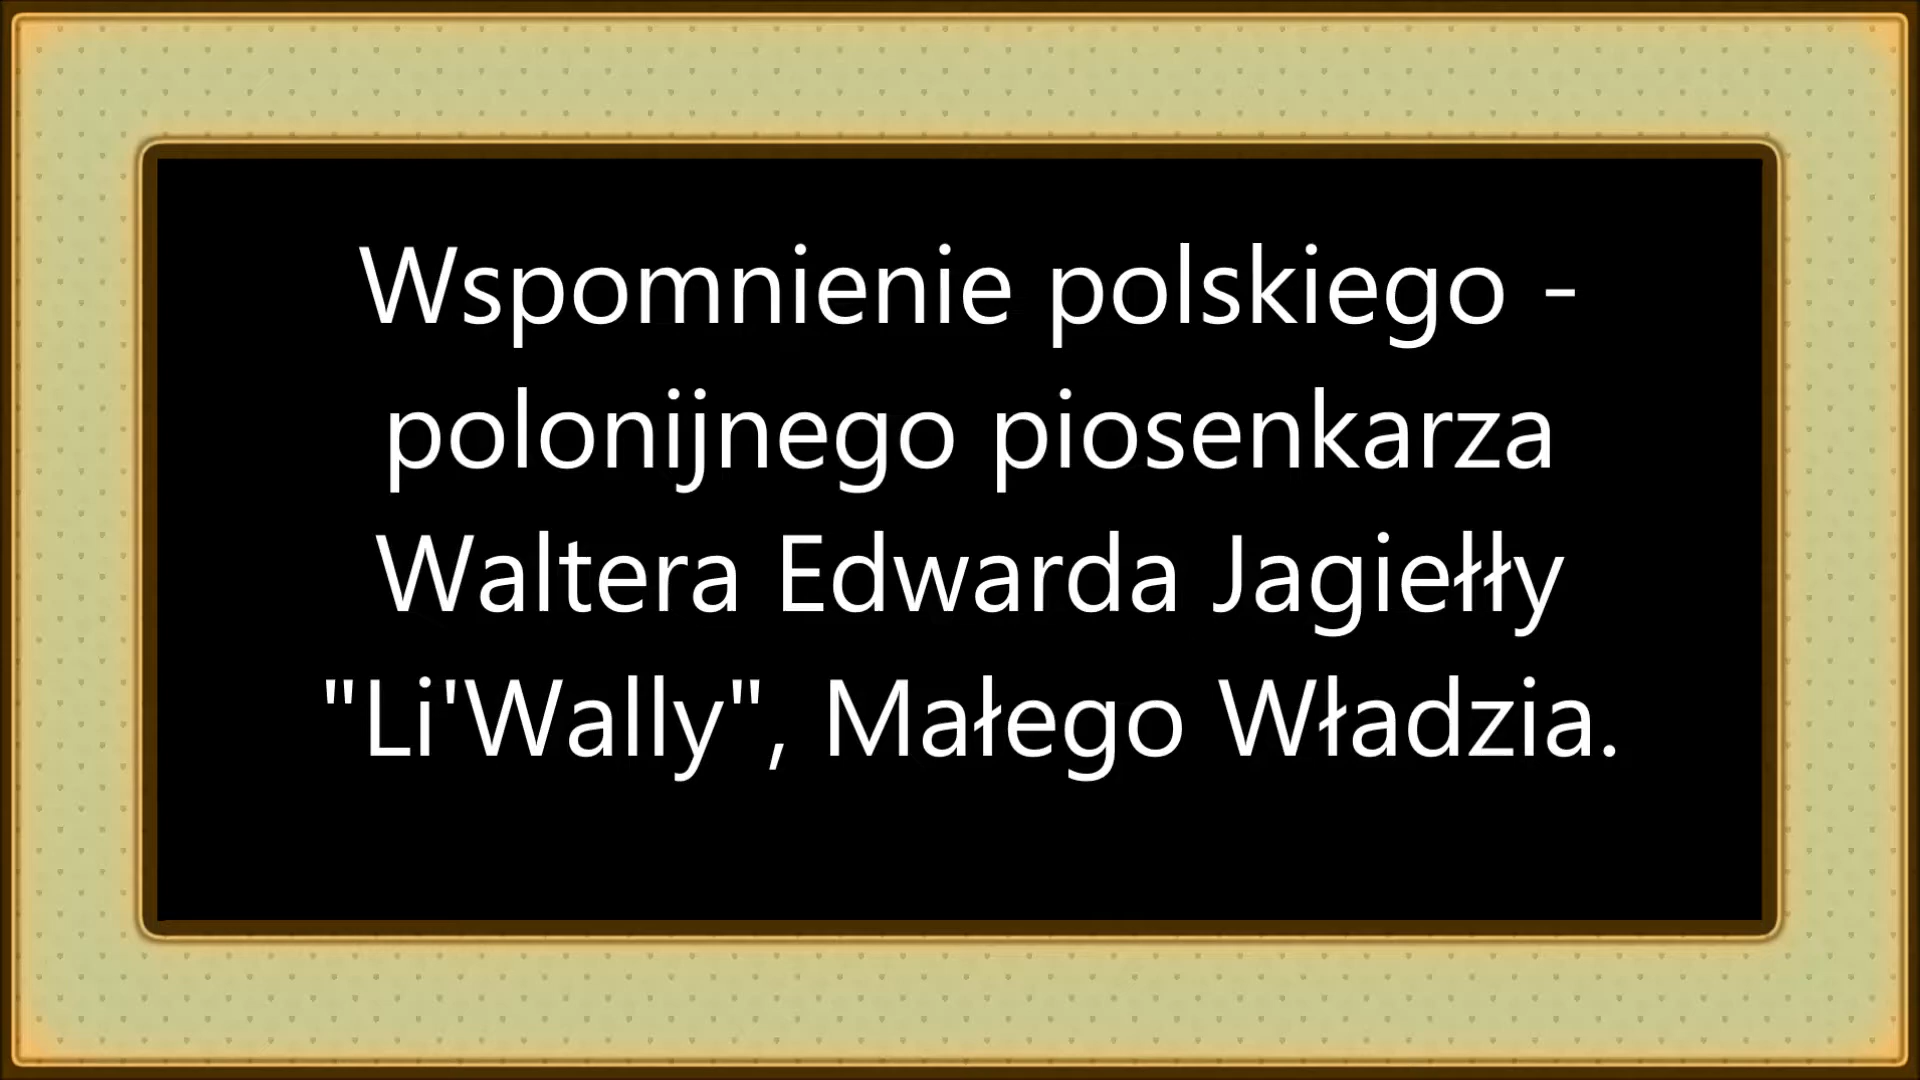 Wspomnienie polskiego -
polonijnego piosenkarza
Waltera Edwarda Jagiełły
"Li'Wally", Małego Władzia.